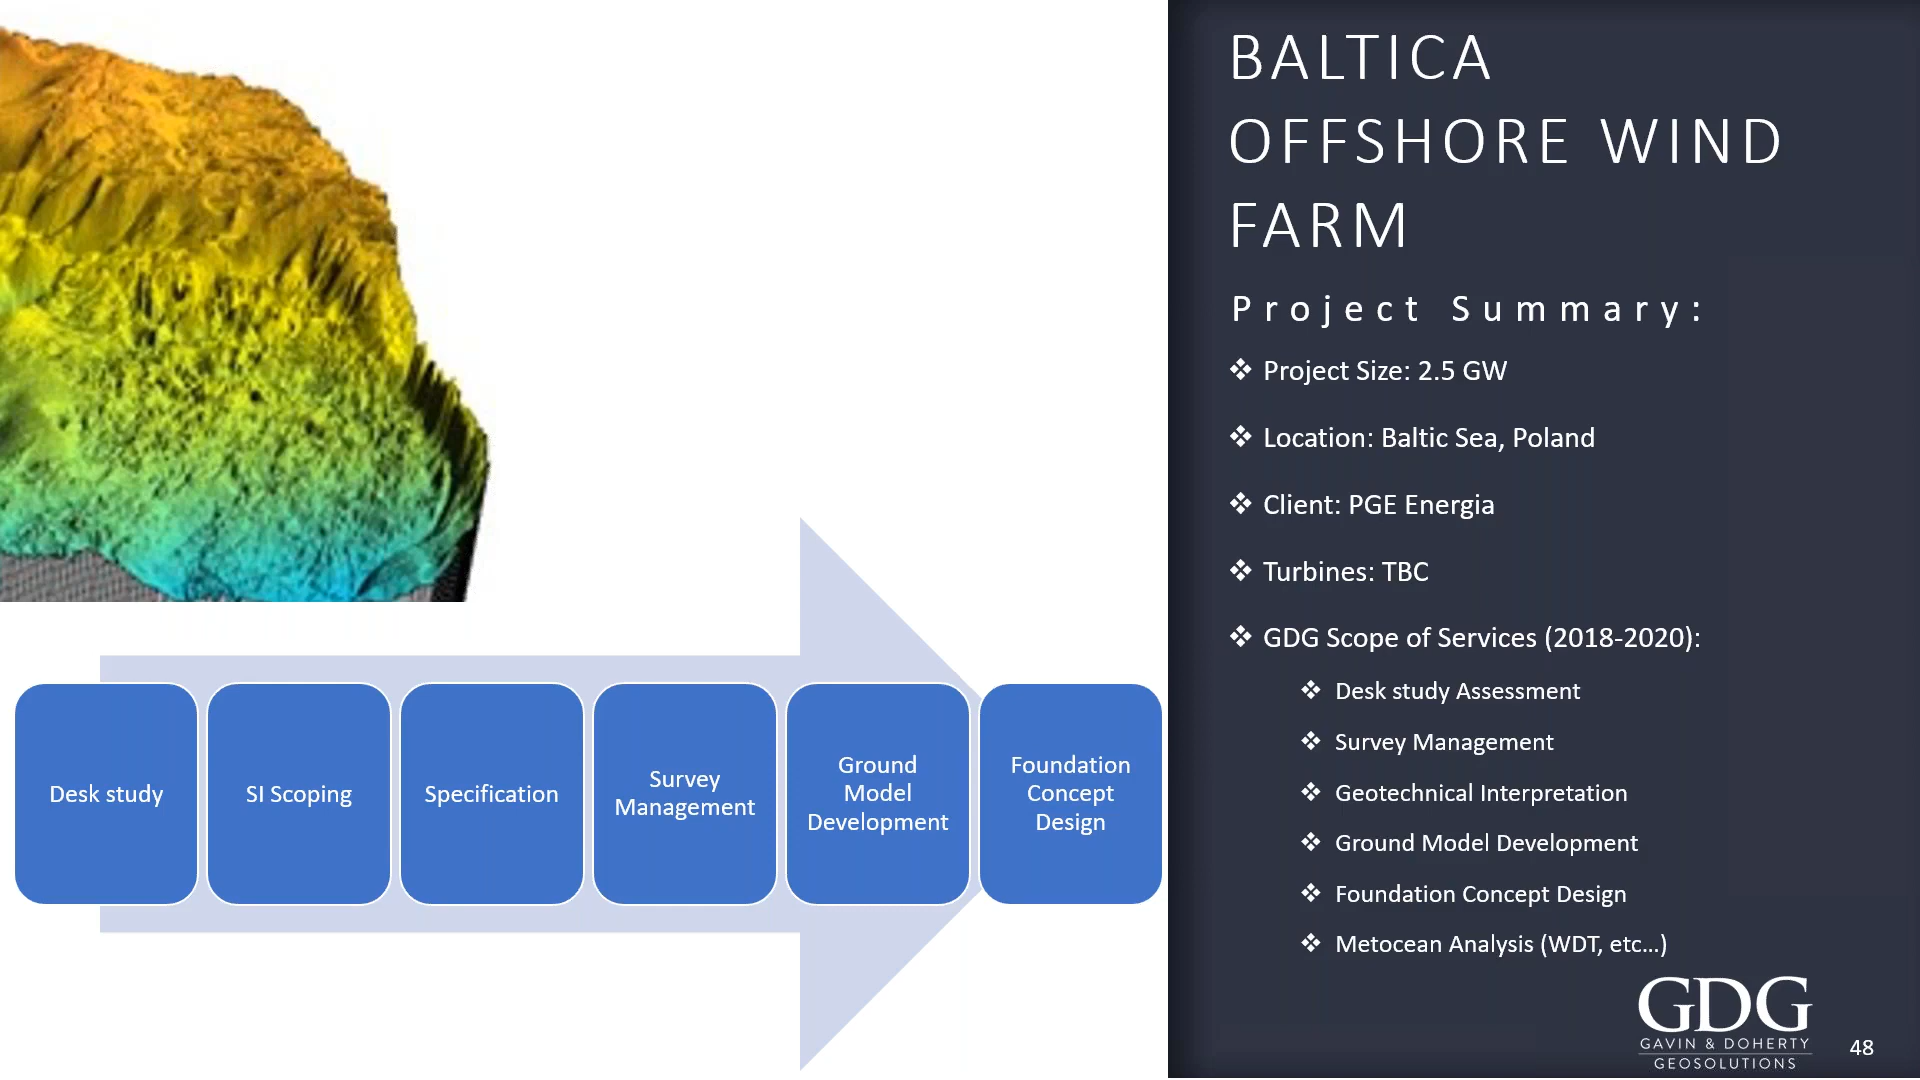 BALTICA
OFFSHORE WIND
FARM
Project Summary:
❖ Project Size: 2.5 GW
❖ Location: Baltic Sea, Poland
❖ Client: PGE Energia
❖ Turbines: TBC
❖ GDG Scope of Services (2018-2020):
❖ Desk study Assessment
❖ Survey Management
❖ Geotechnical Interpretation
❖ Ground Model Development
❖ Foundation Concept Design
❖ Metocean Analysis (WDT, etc...)
Desk study
SI Scoping
Specification
Survey
Management
Ground
Model
Development
Foundation
Concept
Design
GDG
GAVIN & DOHERTY
GEOSOLUTIONS
48